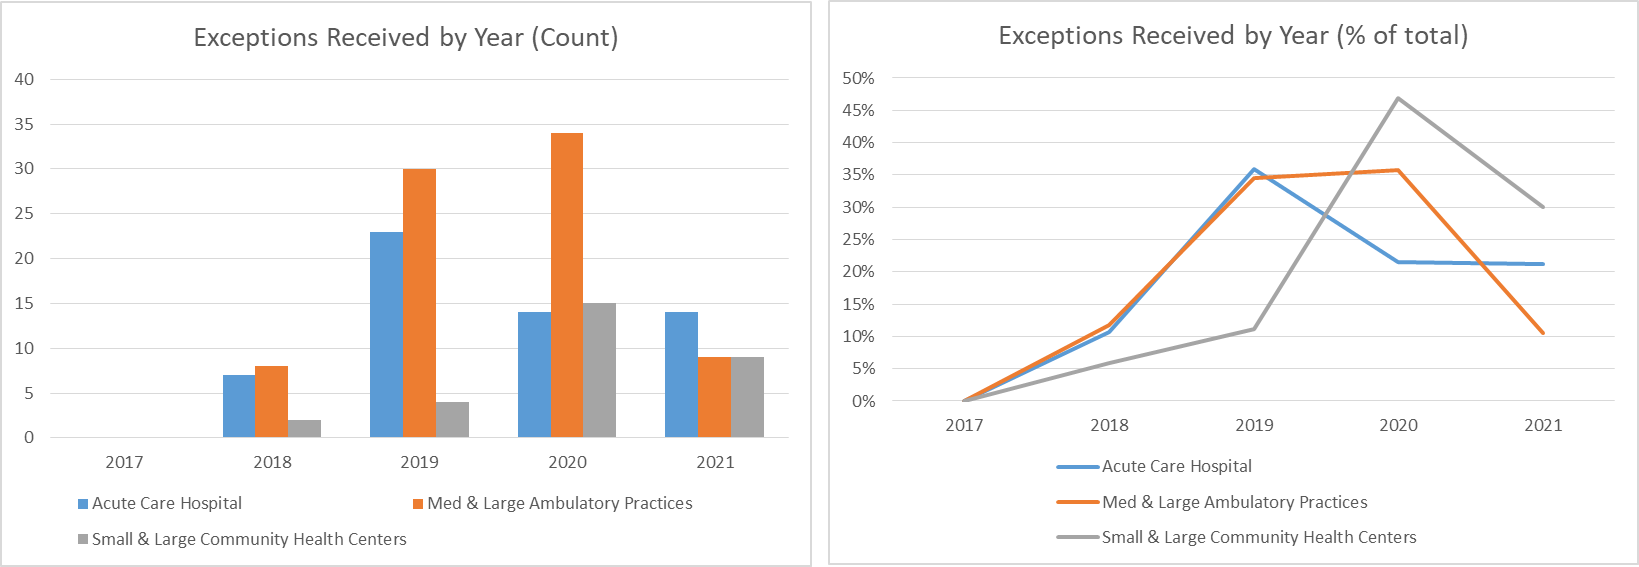 Exceptions Received by Year (Count)
40
35
30
25
20
15
10
5
0
2017 2018 2019 2020 2021
Acute Care Hospital Med & Large Ambulatory Practices
Small & Large Community Health Centers
Exceptions Received by Year (% of total)
50%
45%
40%
35%
30%
25%
20%
15%
10%
5%
0%
2017 2018 2019 2020 2021
Acute Care Hospital
Med & Large Ambulatory Practices
Small & Large Community Health Centers